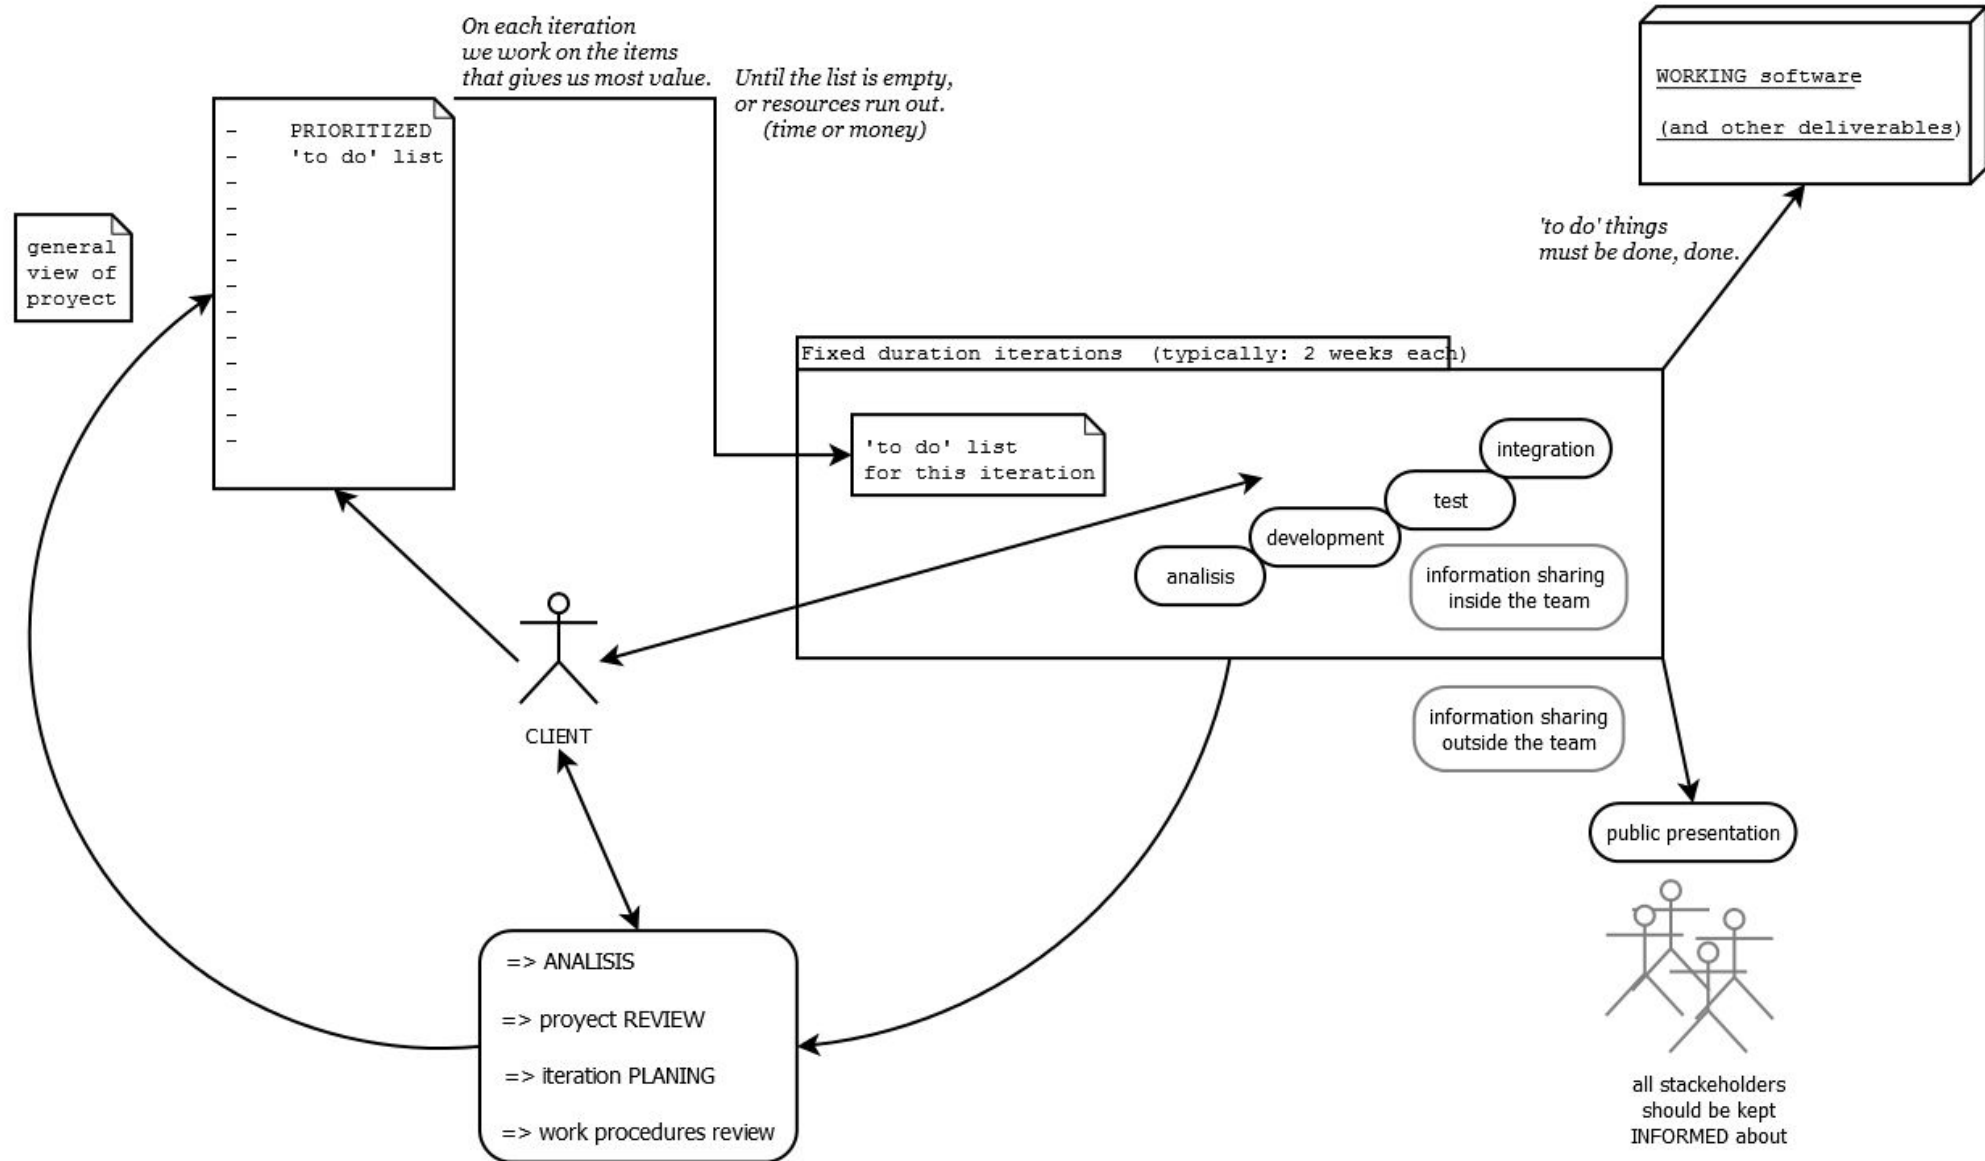 On each iteration
we work on the items
that gives us most value.
Until the list is empty,
or resources run out.
(time or money)
WORKING software
(and other deliverables)
- PRIORITIZED
- 'to do' list
-
-
-
-
-
-
-
-
-
-
-
general
view of
proyect
'to do' things
must be done, done.
Fixed duration iterations (typically: 2 weeks each)
'to do' list
for this iteration
integration
test
development
analisis
information sharing
inside the team
CLIENT
information sharing
outside the team
public presentation
=> ANALISIS
=> proyect REVIEW
=> iteration PLANING
=> work procedures review
all stackeholders
should be kept
INFORMED about